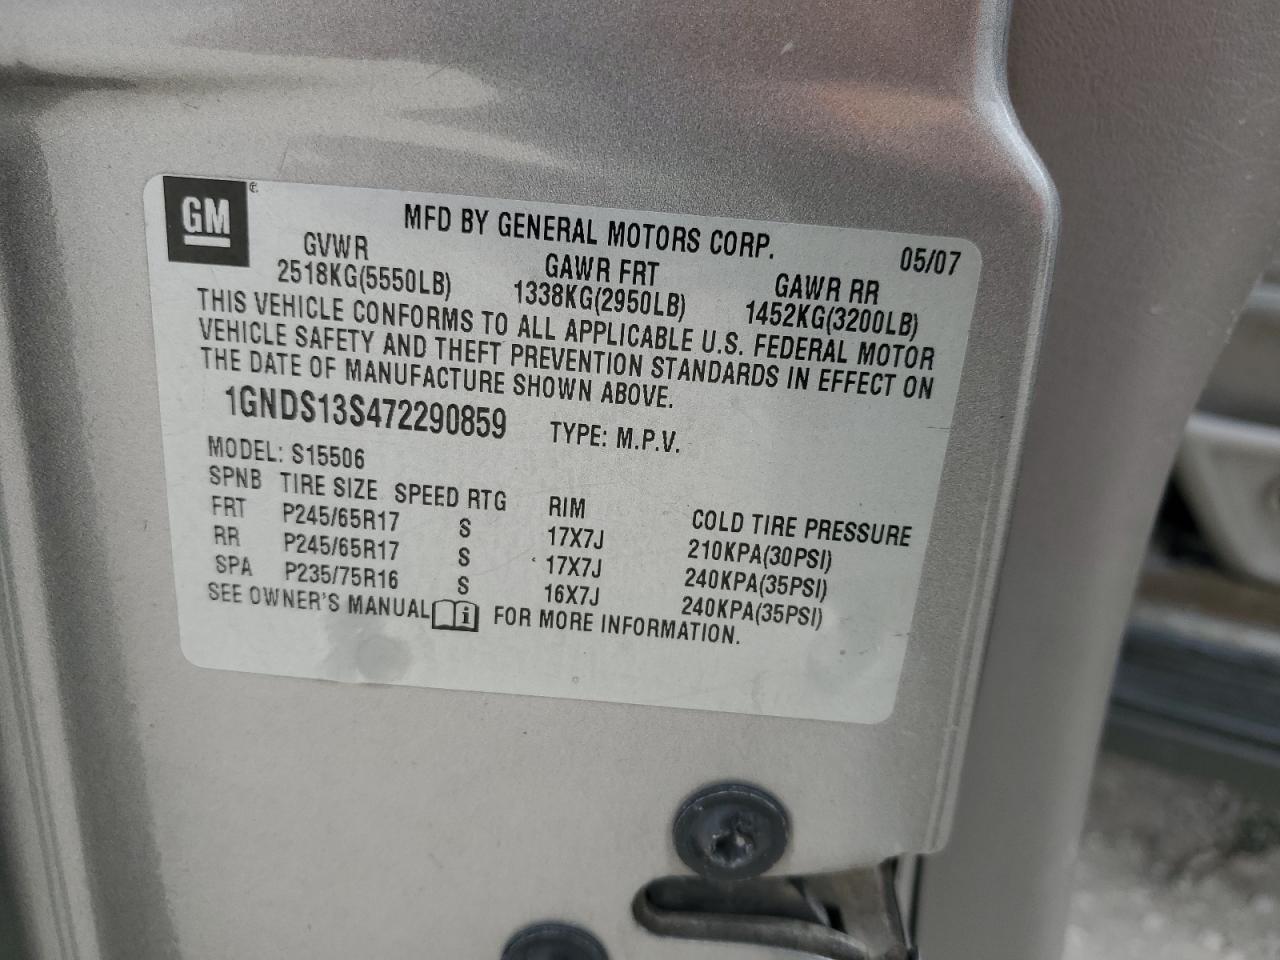 GM
MFD BY GENERAL MOTORS CORP. 05/07
GVWR GAWR FRT GAWR RR
2518KG(5550LB) 1338KG(2950LB) 1452KG(3200LB)
THIS VEHICLE CONFORMS TO ALL APPLICABLE U.S. FEDERAL MOTOR
VEHICLE SAFETY AND THEFT PREVENTION STANDARDS IN EFFECT ON
THE DATE OF MANUFACTURE SHOWN ABOVE.
1GNDS13S472290859 TYPE: M.P.V.
MODEL: S15506
SPNB TIRE SIZE SPEED RTG RIM COLD TIRE PRESSURE
FRT P245/65R17 S 17X7J 210KPA(30PSI)
RR P245/65R17 S 17X7J 240KPA(35PSI)
SPA P235/75R16 S 16X7J 240KPA(35PSI)
SEE OWNER'S MANUAL i FOR MORE INFORMATION.